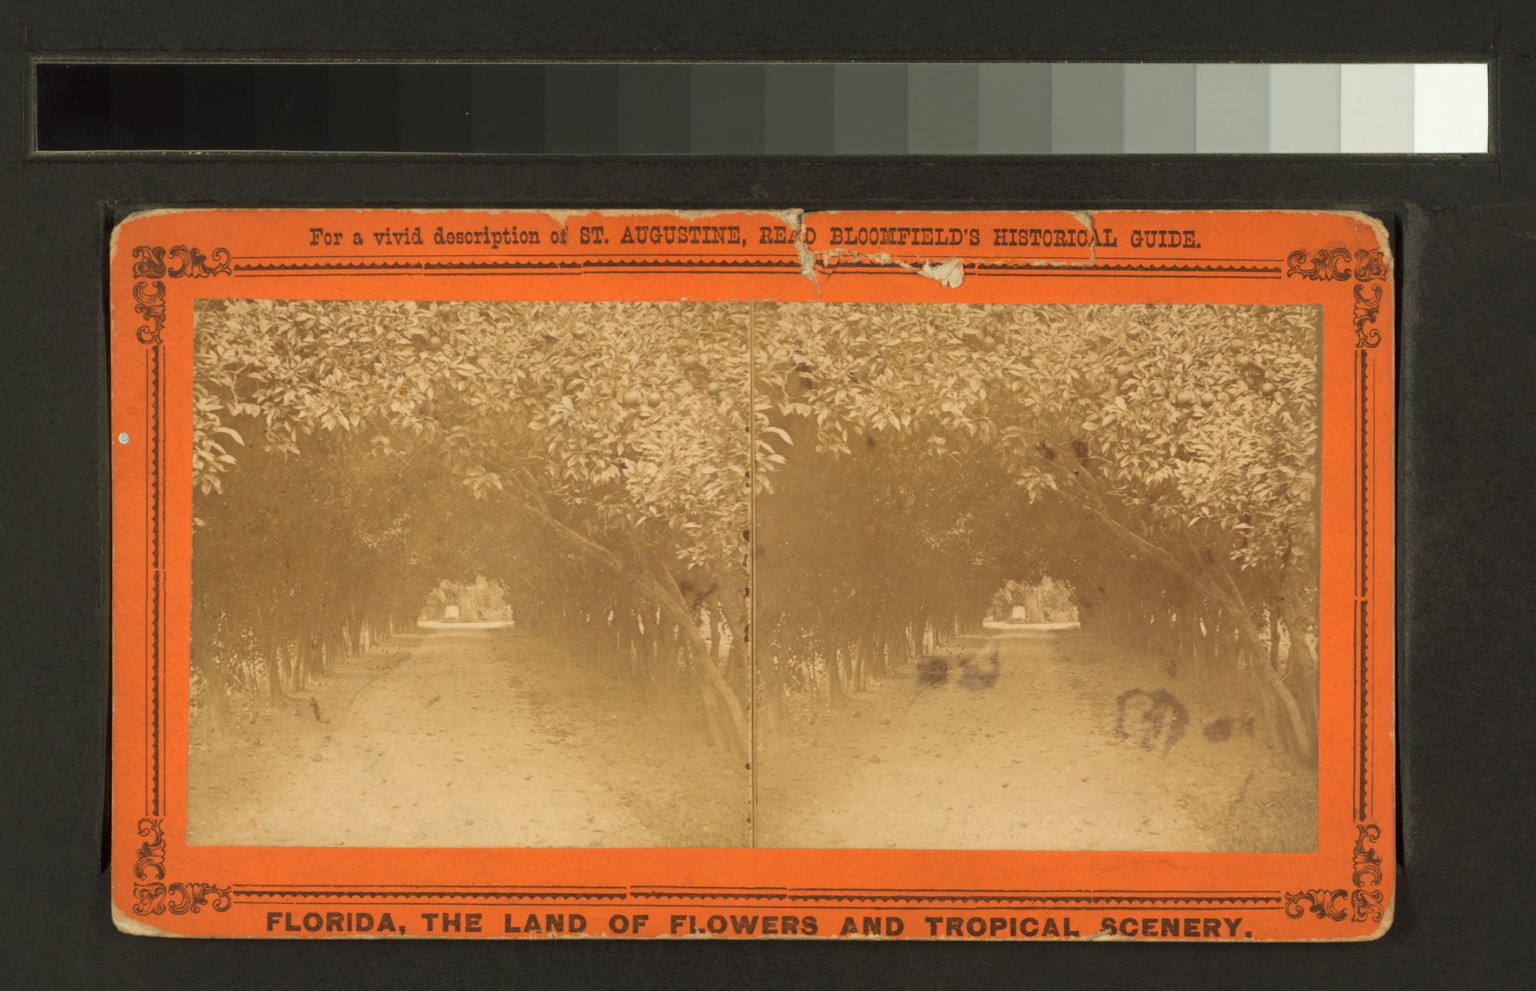 For a vivid description of ST. AUGUSTINE, READ BLOOMFIELD'S HISTORICAL GUIDE.
FLORIDA, THE LAND OF FLOWERS AND TROPICAL SCENERY.